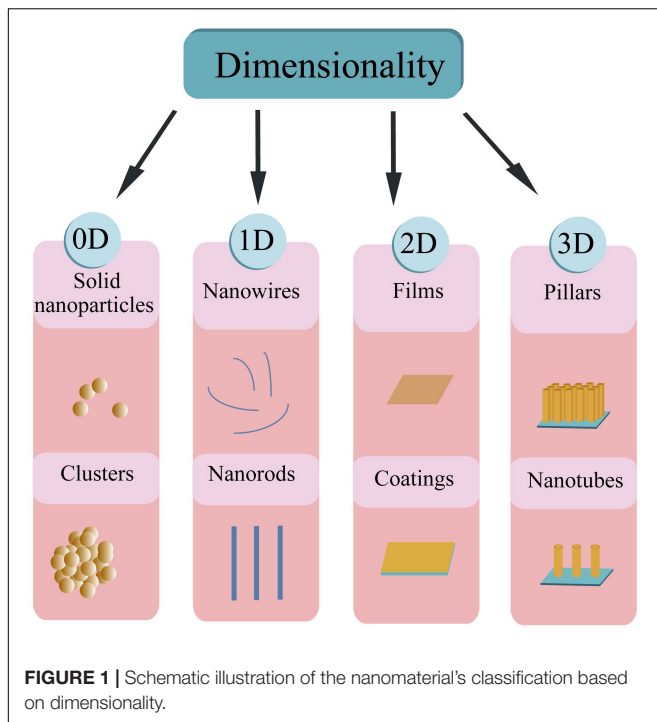 Dimensionality
0D
Solid
nanoparticles
Clusters
1D
Nanowires
Nanorods
2D
Films
Coatings
3D
Pillars
Nanotubes
FIGURE 1 | Schematic illustration of the nanomaterial's classification based
on dimensionality.